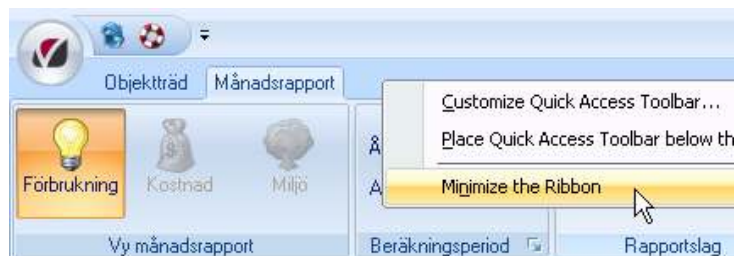 Objektträd Månadsrapport
Customize Quick Access Toolbar...
Place Quick Access Toolbar below th
Minimize the Ribbon
Förbrukning Kostnad Miljö
Vy månadsrapport Beräkningsperiod Rapportslag